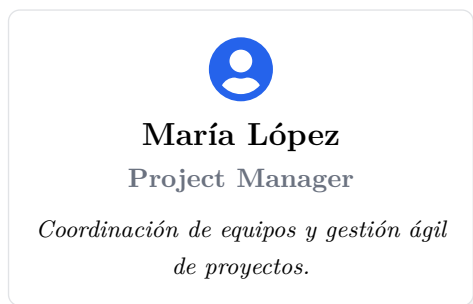 María López
Project Manager
Coordinación de equipos y gestión ágil
de proyectos.